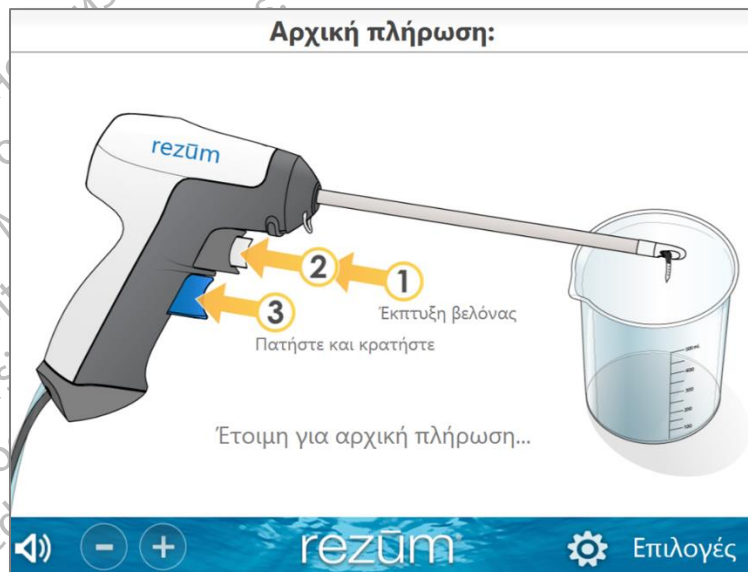 Αρχική πλήρωση:
rezūm
2
1
Έκπτυξη βελόνας
3
Πατήστε και κρατήστε
Έτοιμη για αρχική πλήρωση...
- +
rezūm
Επιλογές